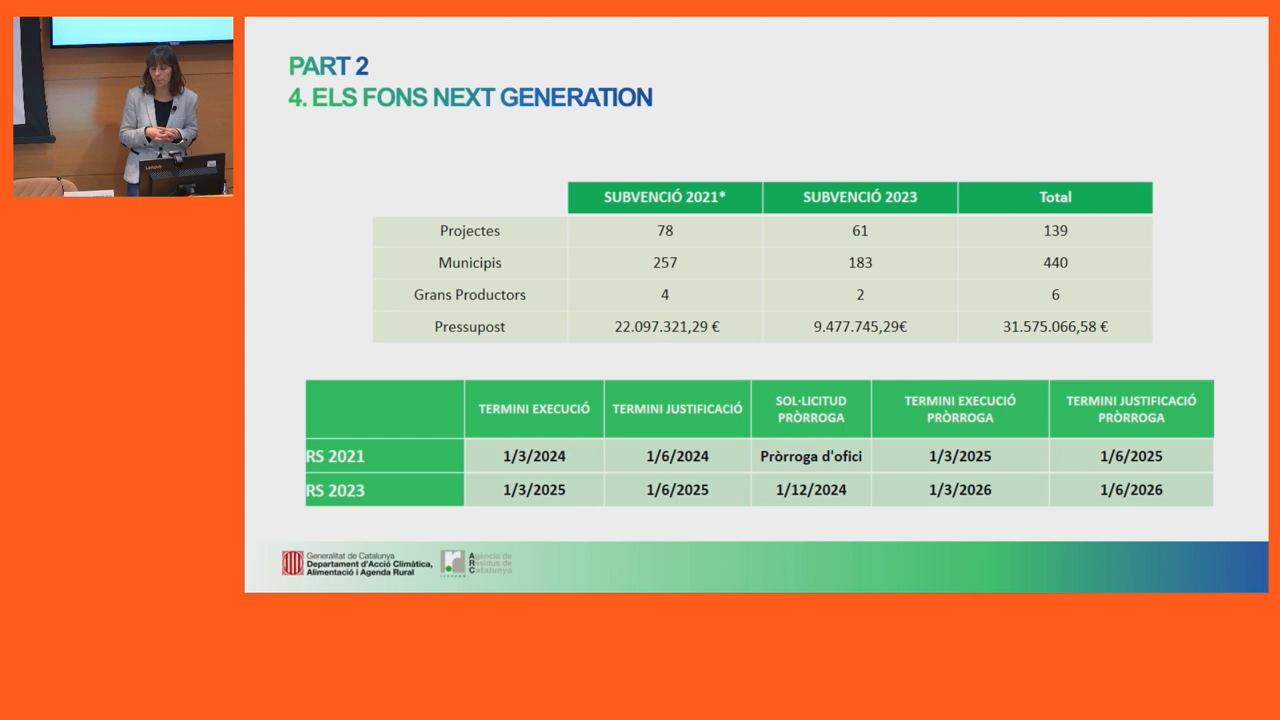 PART 2
4. ELS FONS NEXT GENERATION
SUBVENCIÓ 2021* SUBVENCIÓ 2023 Total
Projectes 78 61 139
Municipis 257 183 440
Grans Productors 4 2 6
Pressupost 22.097.321,29 € 9.477.745,29€ 31.575.066,58 €
TERMINI EXECUCIÓ TERMINI JUSTIFICACIÓ SOL·LICITUD PRÒRROGA TERMINI EXECUCIÓ PRÒRROGA TERMINI JUSTIFICACIÓ PRÒRROGA
RS 2021 1/3/2024 1/6/2024 Pròrroga d'ofici 1/3/2025 1/6/2025
RS 2023 1/3/2025 1/6/2025 1/12/2024 1/3/2026 1/6/2026
Generalitat de Catalunya
Departament d'Acció Climàtica,
Alimentació i Agenda Rural
Agència de
Residus de
Catalunya
Lenovo